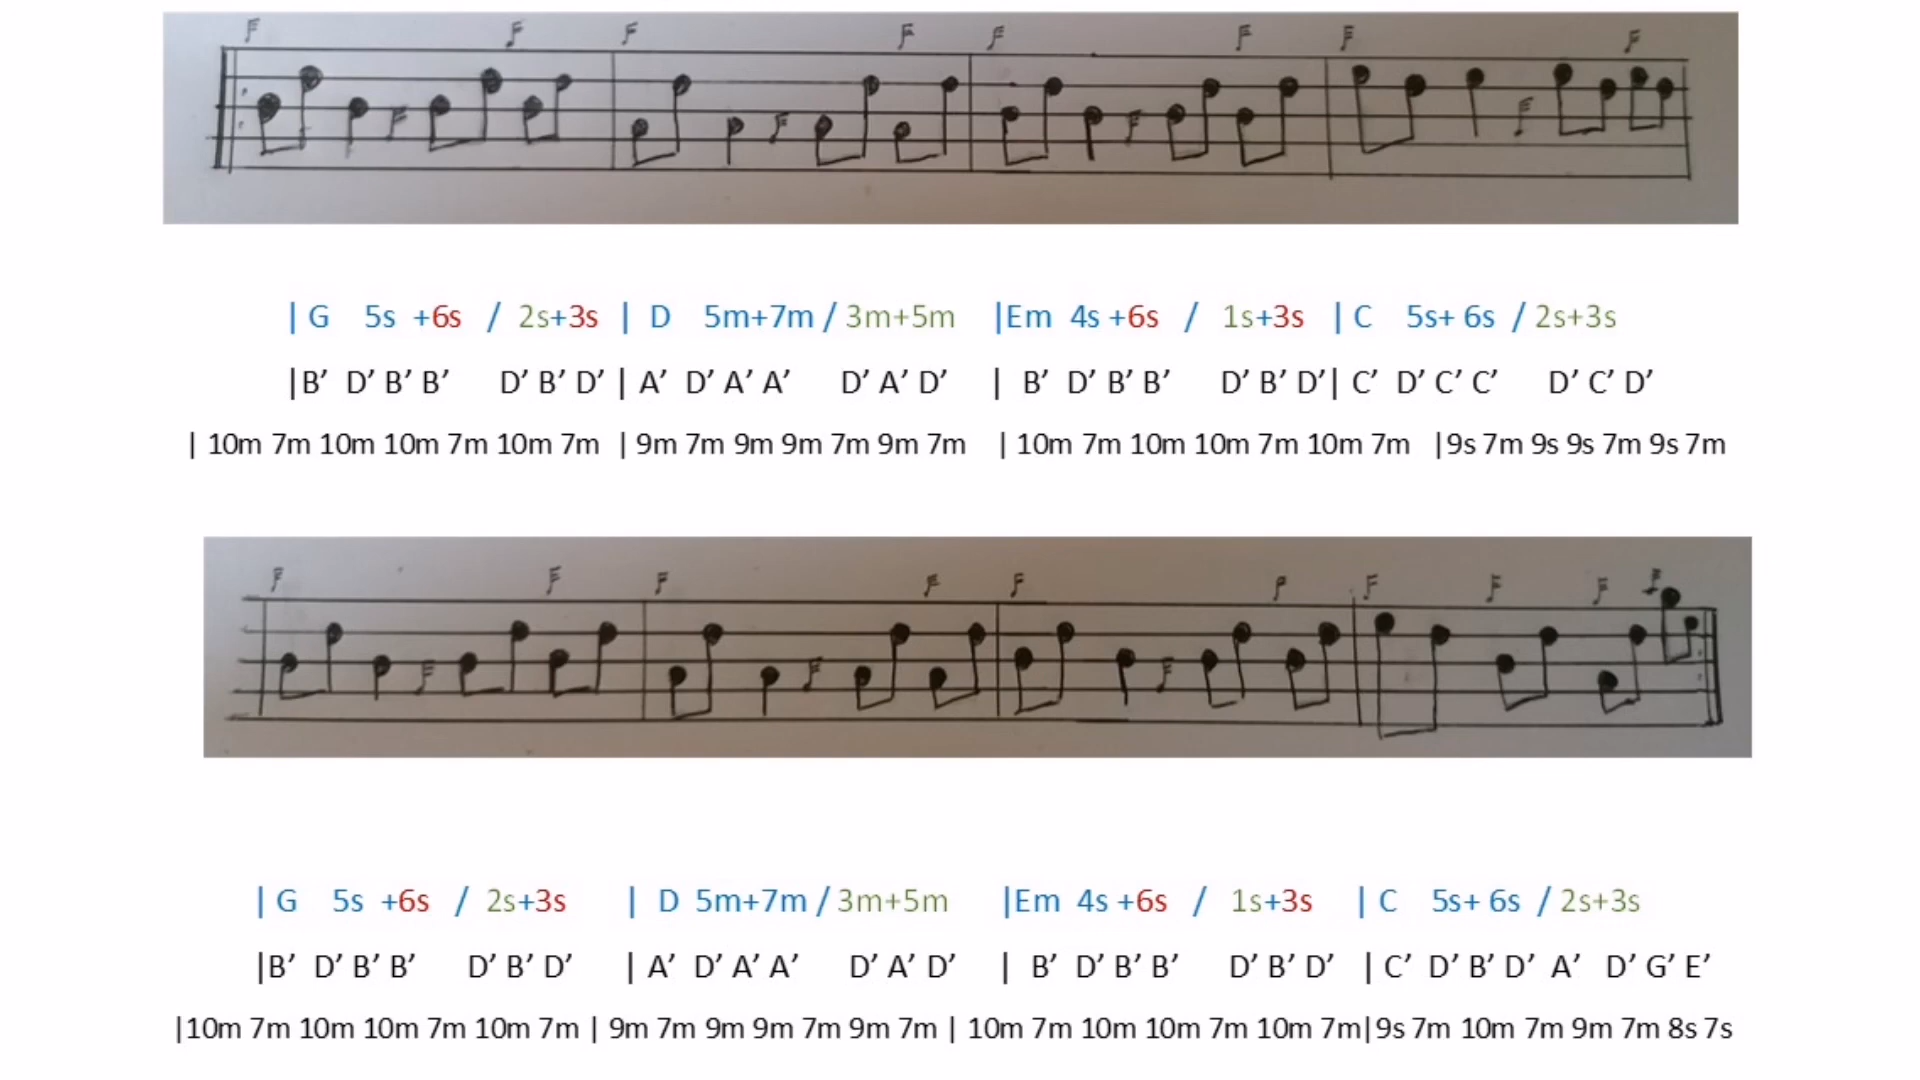 | G 5s +6s / 2s+3s | D 5m+7m / 3m+5m |Em 4s +6s / 1s+3s | C 5s+ 6s / 2s+3s
|B’ D’ B’ B’ D’ B’ D’ | A’ D’ A’ A’ D’ A’ D’ | B’ D’ B’ B’ D’ B’ D’| C’ D’ C’ C’ D’ C’ D’
| 10m 7m 10m 10m 7m 10m 7m | 9m 7m 9m 9m 7m 9m 7m | 10m 7m 10m 10m 7m 10m 7m |9s 7m 9s 9s 7m 9s 7m
| G 5s +6s / 2s+3s | D 5m+7m / 3m+5m |Em 4s +6s / 1s+3s | C 5s+ 6s / 2s+3s
|B’ D’ B’ B’ D’ B’ D’ | A’ D’ A’ A’ D’ A’ D’ | B’ D’ B’ B’ D’ B’ D’ | C’ D’ B’ D’ A’ D’ G’ E’
|10m 7m 10m 10m 7m 10m 7m | 9m 7m 9m 9m 7m 9m 7m | 10m 7m 10m 10m 7m 10m 7m|9s 7m 10m 7m 9m 7m 8s 7s